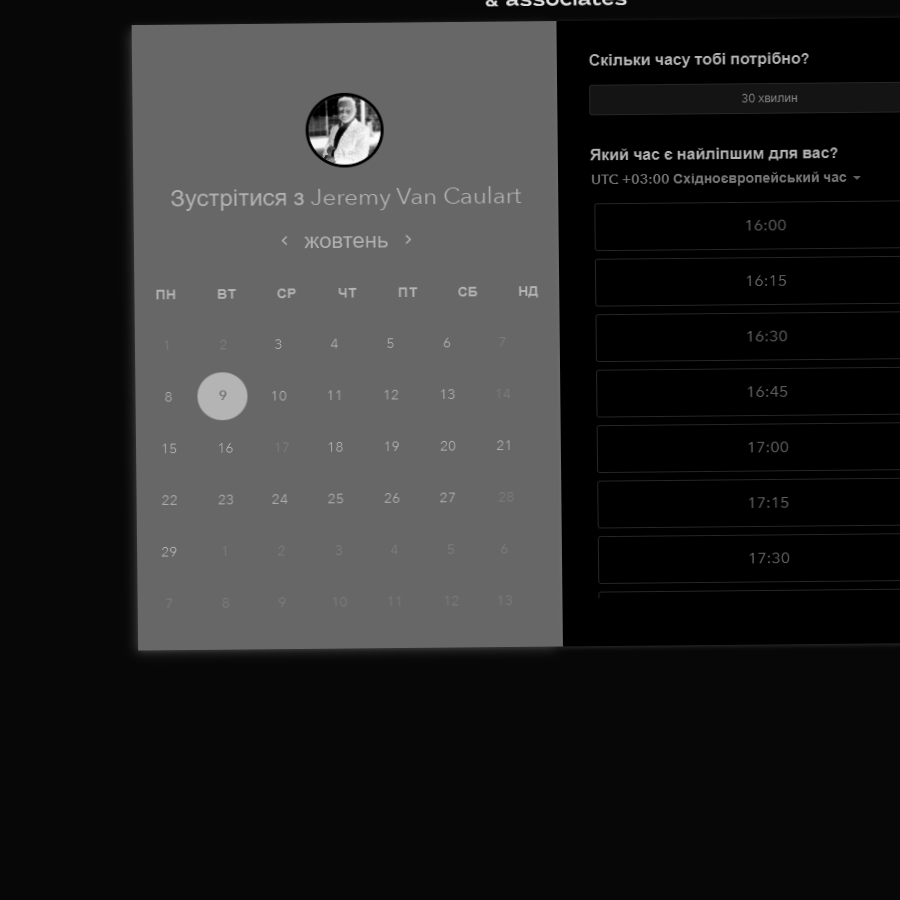 & associates
Зустрітися з Jeremy Van Caulart
жовтень
ПН ВТ СР ЧТ ПТ СБ НД
1 2 3 4 5 6 7
8 9 10 11 12 13 14
15 16 17 18 19 20 21
22 23 24 25 26 27 28
29 1 2 3 4 5 6
7 8 9 10 11 12 13
Скільки часу тобі потрібно?
30 хвилин
Який час є найліпшим для вас?
UTC +03:00 Східноєвропейський час
16:00
16:15
16:30
16:45
17:00
17:15
17:30